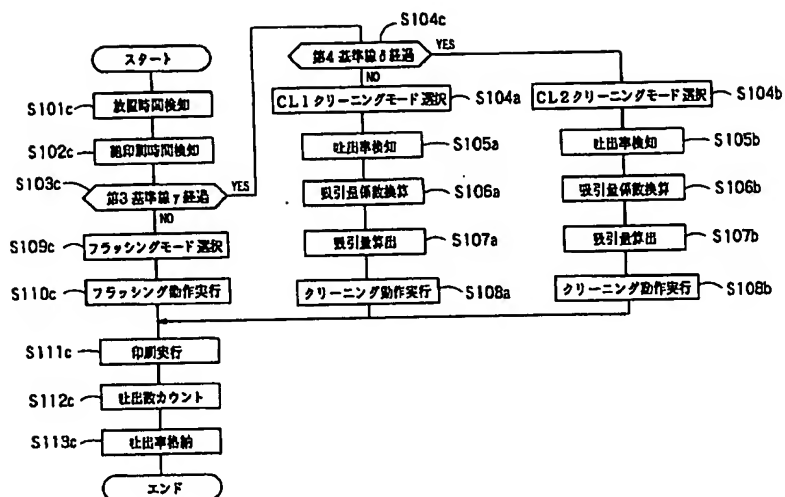 スタート
S101c
放置時間検知
S102c
総印刷時間検知
S103c
第3基準線γ経過
YES
NO
S109c
フラッシングモード選択
S110c
フラッシング動作実行
S111c
印刷実行
S112c
吐出数カウント
S113c
吐出率格納
エンド
S104c
第4基準線δ経過
YES
NO
CL1クリーニングモード選択
S104a
吐出率検知
S105a
吸引量係数換算
S106a
吸引量算出
S107a
クリーニング動作実行
S108a
CL2クリーニングモード選択
S104b
吐出率検知
S105b
吸引量係数換算
S106b
吸引量算出
S107b
クリーニング動作実行
S108b